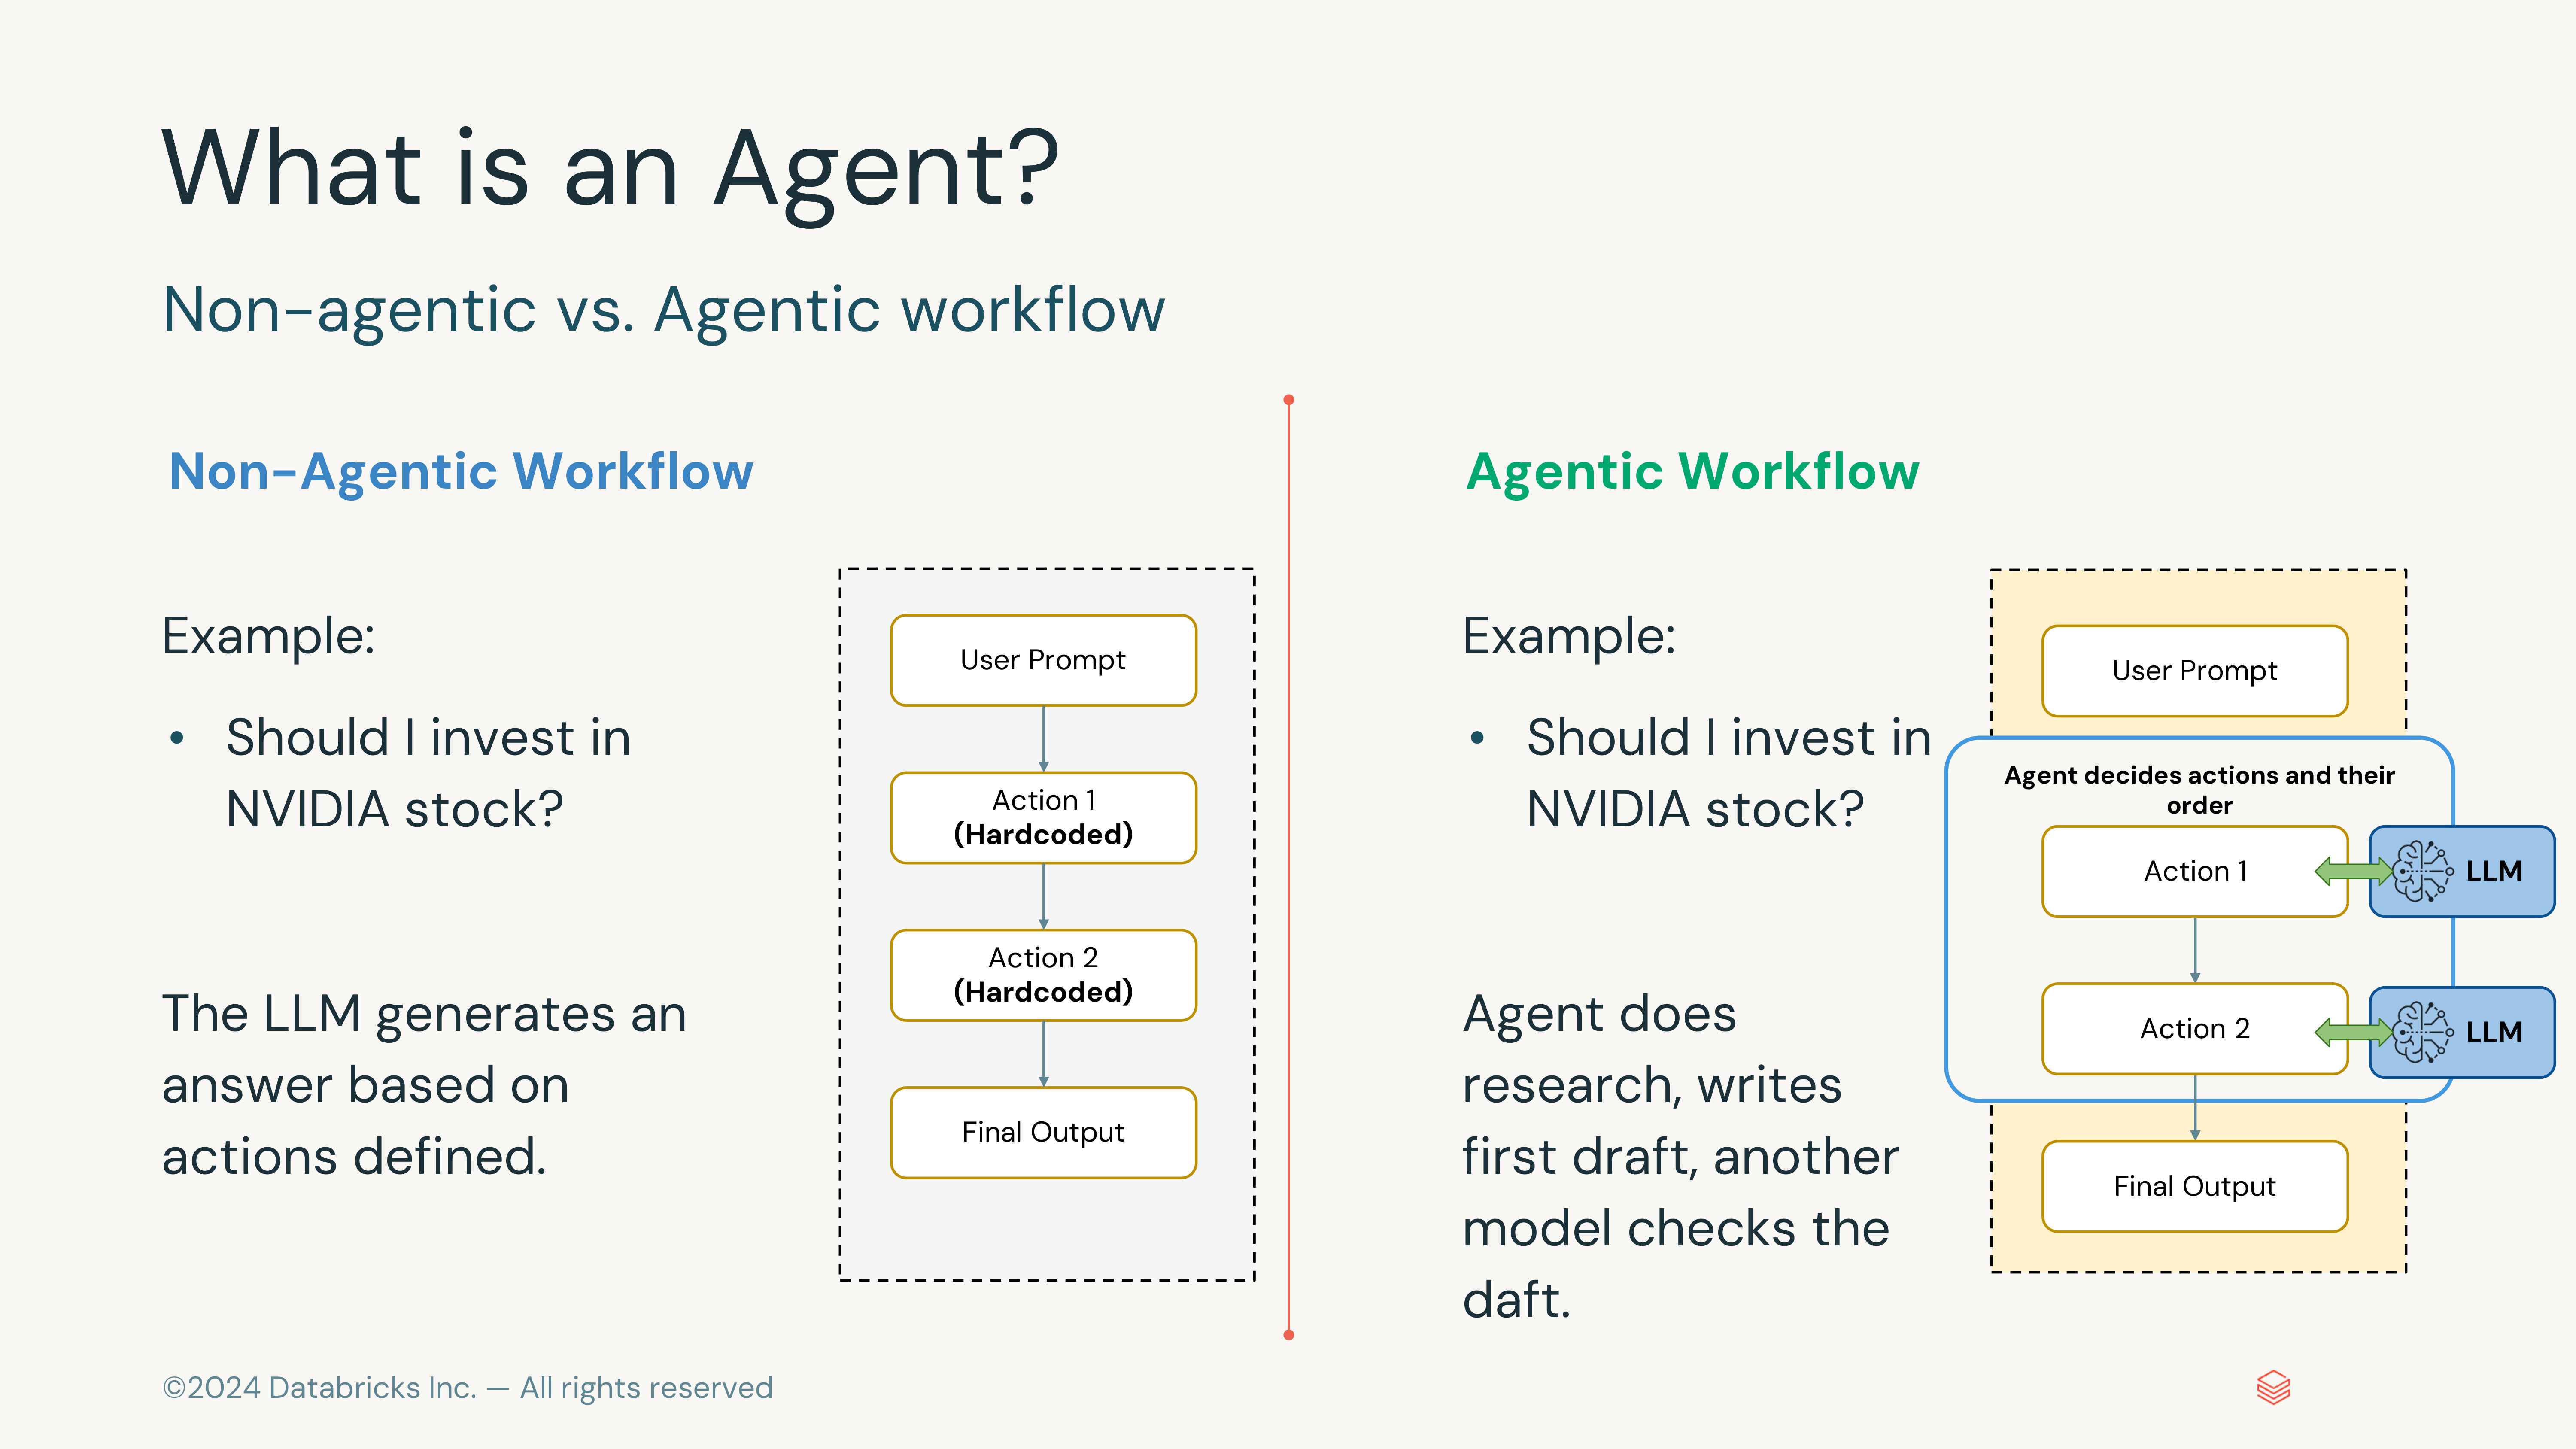 What is an Agent?
Non-agentic vs. Agentic workflow
Non-Agentic Workflow
Example:
• Should I invest in
NVIDIA stock?
The LLM generates an
answer based on
actions defined.
User Prompt
Action 1
(Hardcoded)
Action 2
(Hardcoded)
Final Output
Agentic Workflow
Example:
• Should I invest in
NVIDIA stock?
Agent does
research, writes
first draft, another
model checks the
daft.
User Prompt
Agent decides actions and their
order
Action 1
LLM
Action 2
LLM
Final Output
©2024 Databricks Inc. — All rights reserved